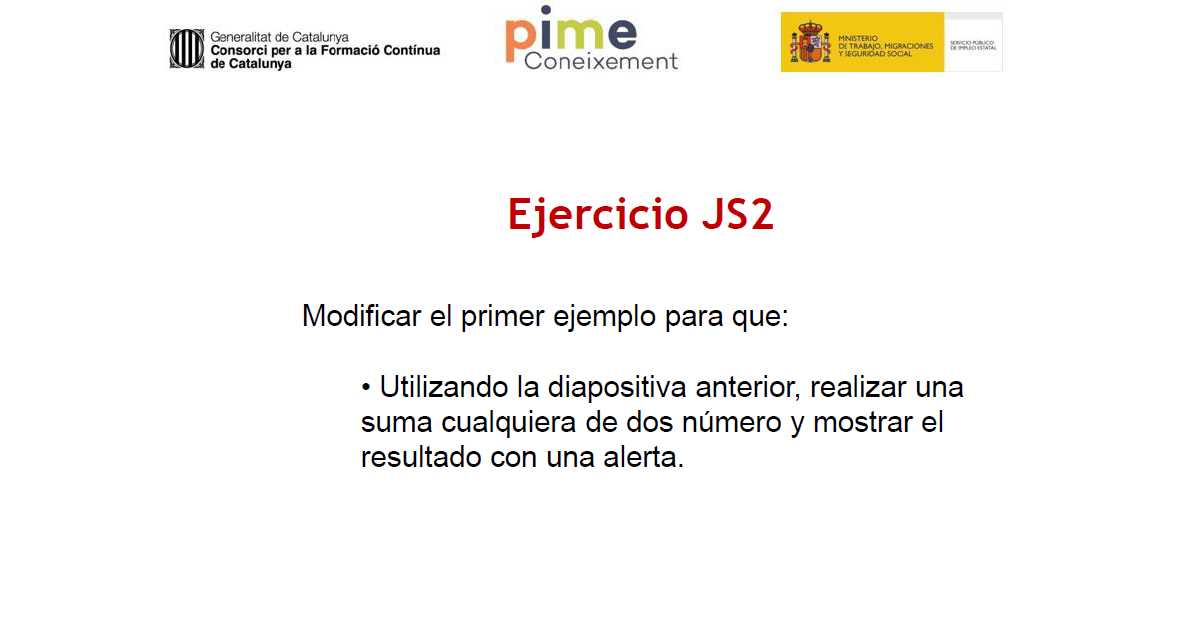 Generalitat de Catalunya
Consorci per a la Formació Contínua
de Catalunya
pime
Coneixement
MINISTERIO
DE TRABAJO, MIGRACIONES
Y SEGURIDAD SOCIAL
SERVICIO PÚBLICO
DE EMPLEO ESTATAL
Ejercicio JS2
Modificar el primer ejemplo para que:
• Utilizando la diapositiva anterior, realizar una
suma cualquiera de dos número y mostrar el
resultado con una alerta.